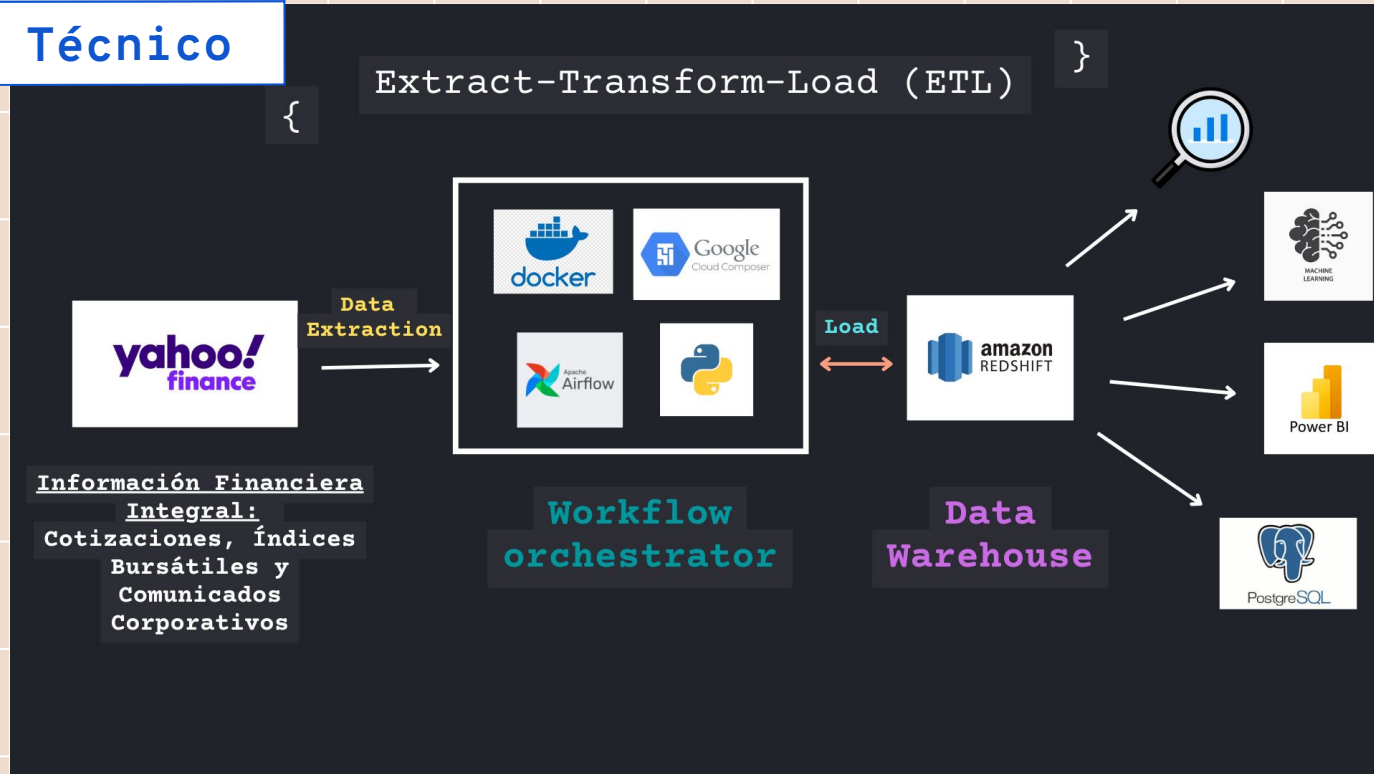 Técnico
{
Extract-Transform-Load (ETL)
}
yahoo!
finance
Data
Extraction
docker
Google
Cloud Composer
Apache
Airflow
Load
amazon
REDSHIFT
MACHINE
LEARNING
Power BI
PostgreSQL
Información Financiera
Integral:
Cotizaciones, Índices
Bursátiles y
Comunicados
Corporativos
Workflow
orchestrator
Data
Warehouse